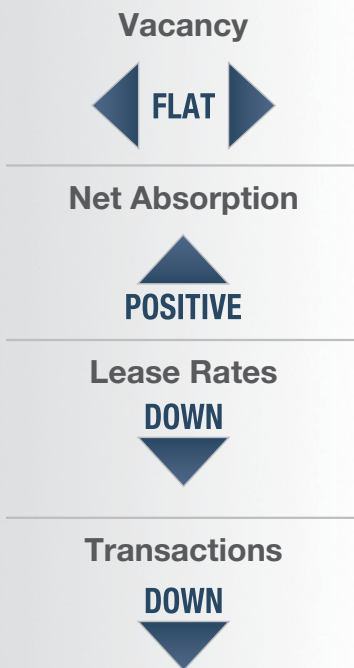 Vacancy
FLAT
Net Absorption
POSITIVE
Lease Rates
DOWN
Transactions
DOWN